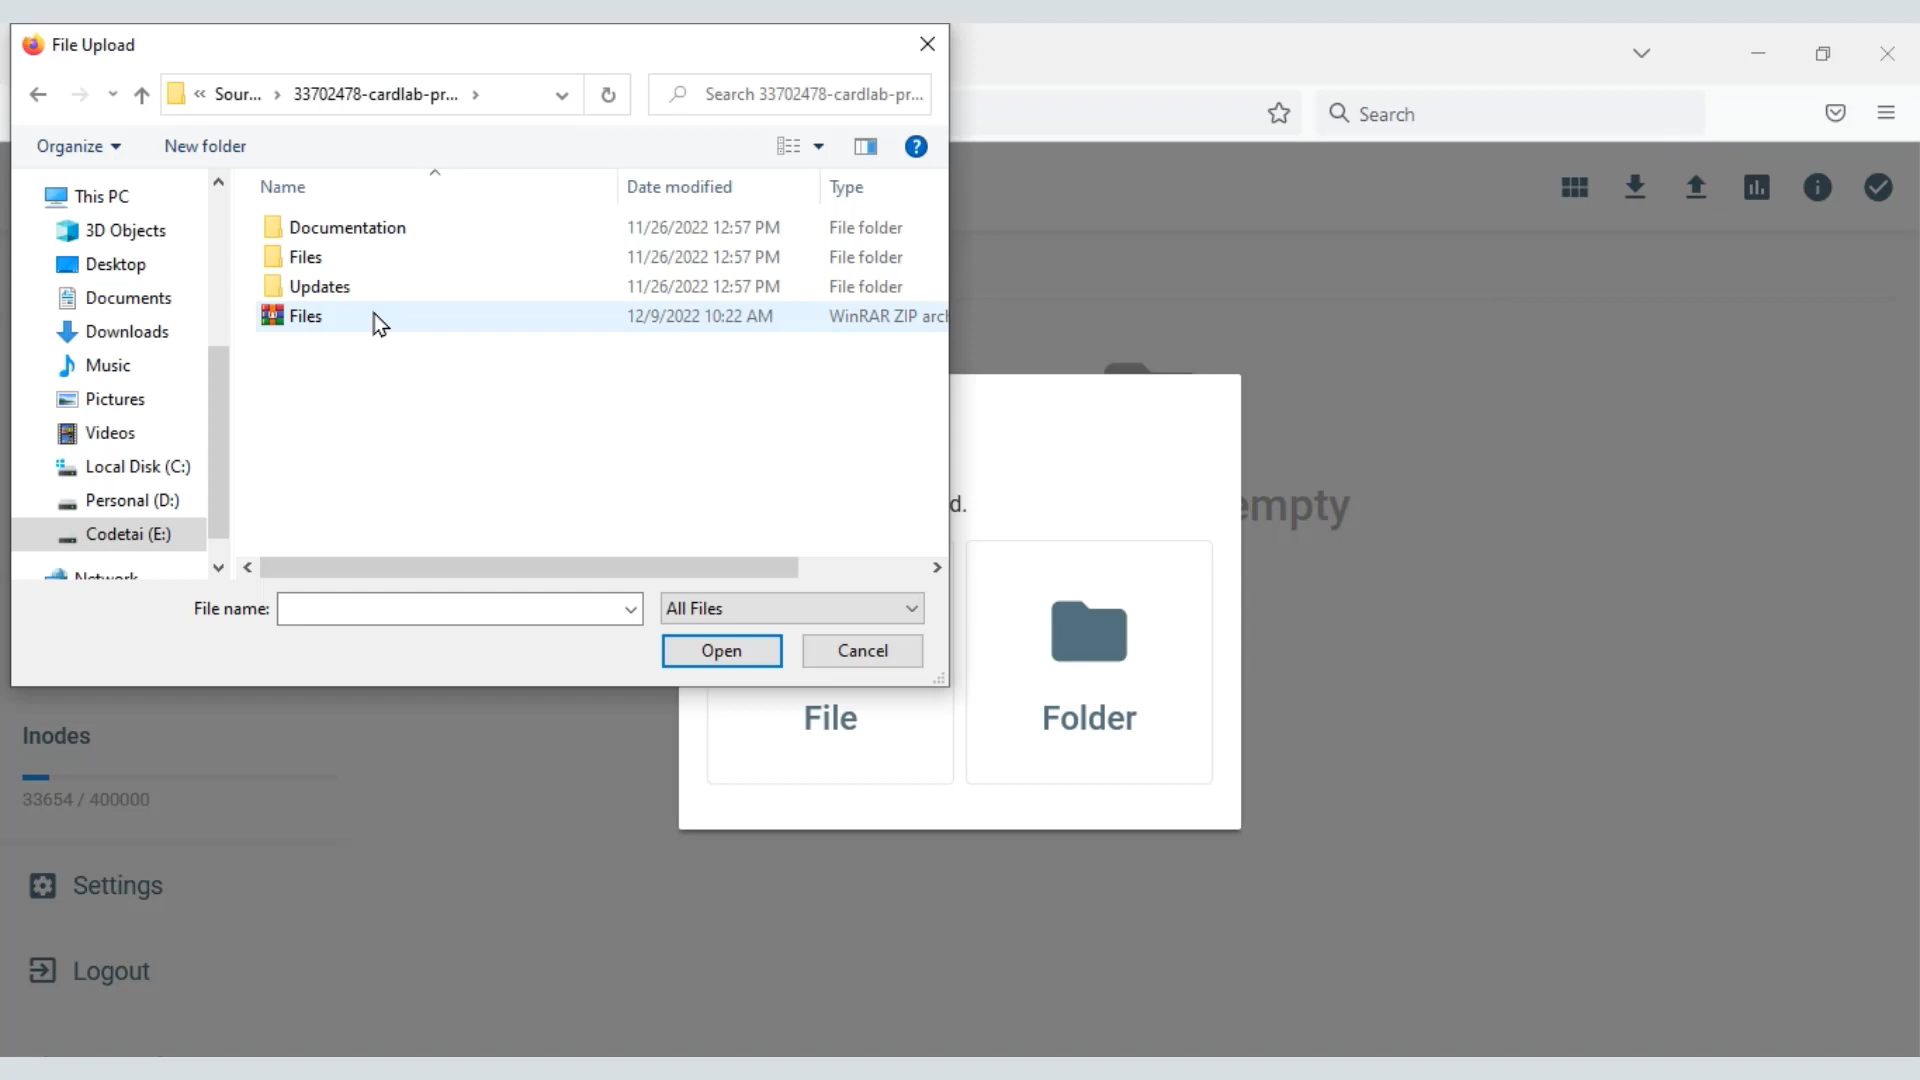 File Upload
« Sour... › 33702478-cardlab-pr... ›
Search 33702478-cardlab-pr...
Search
Organize
New folder
Name
Date modified
Type
This PC
3D Objects
Desktop
Documents
Downloads
Music
Pictures
Videos
Local Disk (C:)
Personal (D:)
Codetai (E:)
Network
Documentation 11/26/2022 12:57 PM File folder
Files 11/26/2022 12:57 PM File folder
Updates 11/26/2022 12:57 PM File folder
Files 12/9/2022 10:22 AM WinRAR ZIP arch
d.
empty
File name:
All Files
Open
Cancel
File
Folder
Inodes
33654 / 400000
Settings
Logout